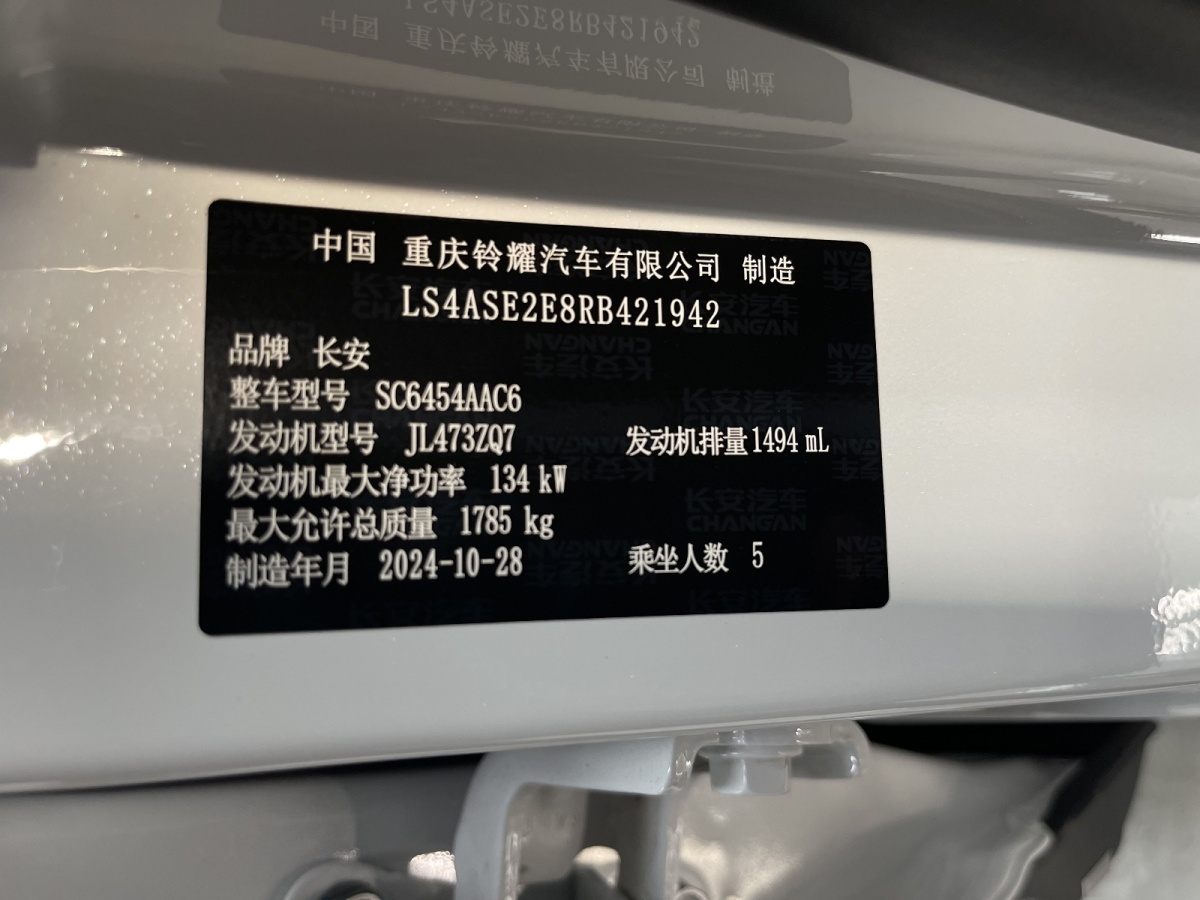 中国 重庆铃耀汽车有限公司 制造
LS4ASE2E8RB421942
品牌 长安
整车型号 SC6454AAC6
发动机型号 JL473ZQ7 发动机排量 1494 mL
发动机最大净功率 134 kW
最大允许总质量 1785 kg
制造年月 2024-10-28 乘坐人数 5